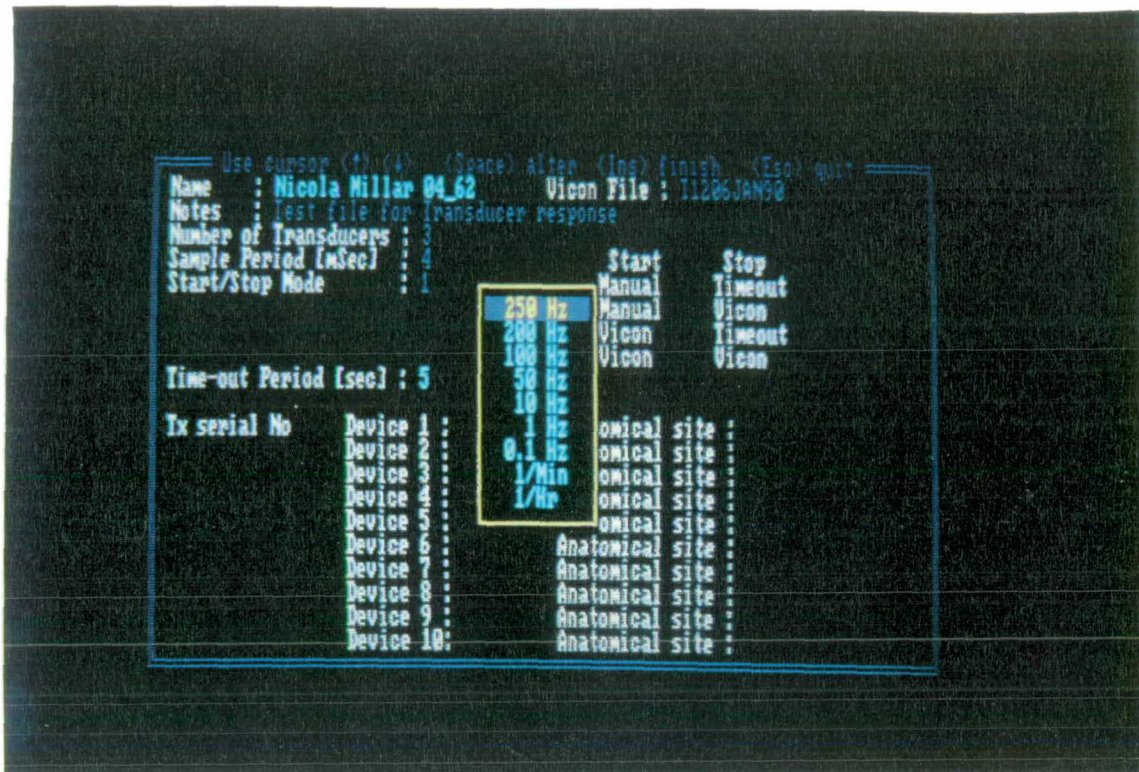 Use cursor (↑) (↓) (Space) alter (Ins) finish (Esc) quit
Name : Nicola Millar 04_62 Vicon File : T1206JAN90
Notes : Test file for Transducer response
Number of Transducers : 3
Sample Period [mSec] : 4
Start/Stop Mode : 1
Start Stop
Manual Timeout
Manual Vicon
Vicon Timeout
Vicon Vicon
250 Hz
200 Hz
100 Hz
50 Hz
10 Hz
1 Hz
0.1 Hz
1/Min
1/Hr
Time-out Period [sec] : 5
Tx serial No Device 1 : omical site :
Device 2 : omical site :
Device 3 : omical site :
Device 4 : omical site :
Device 5 : omical site :
Device 6 : Anatomical site :
Device 7 : Anatomical site :
Device 8 : Anatomical site :
Device 9 : Anatomical site :
Device 10: Anatomical site :